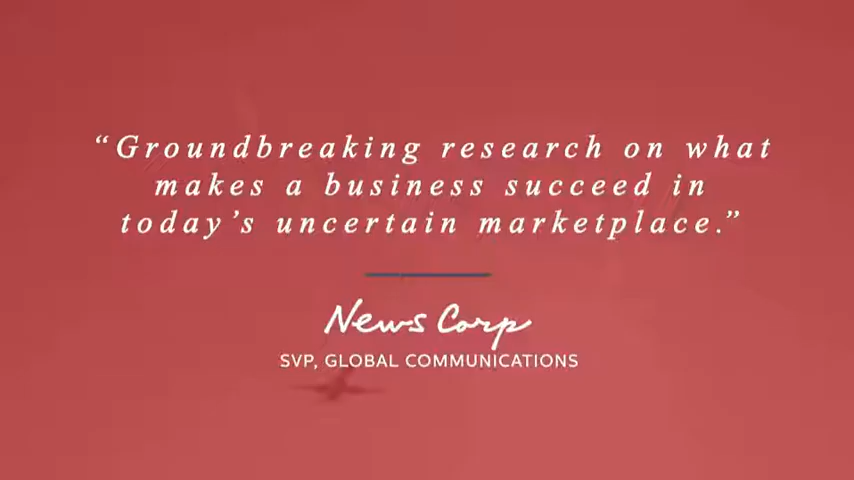 “Groundbreaking research on what
makes a business succeed in
today’s uncertain marketplace.”
News Corp
SVP, GLOBAL COMMUNICATIONS